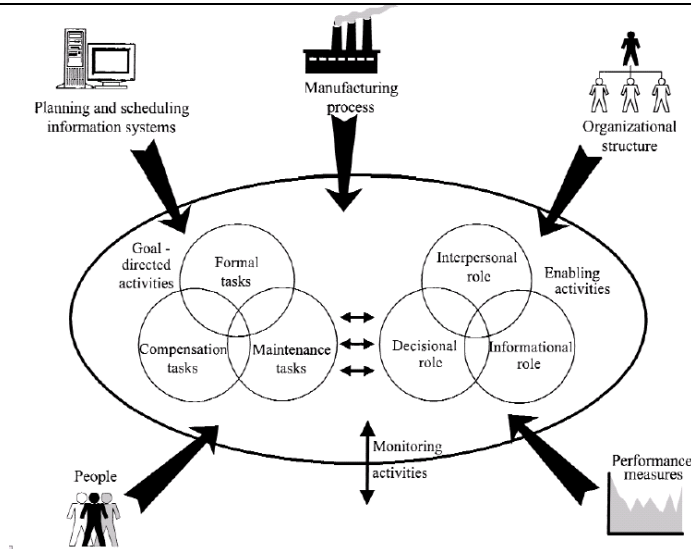 Planning and scheduling
information systems
Manufacturing
process
Organizational
structure
Goal -
directed
activities
Formal
tasks
Compensation
tasks
Maintenance
tasks
Interpersonal
role
Enabling
activities
Decisional
role
Informational
role
Monitoring
activities
People
Performance
measures